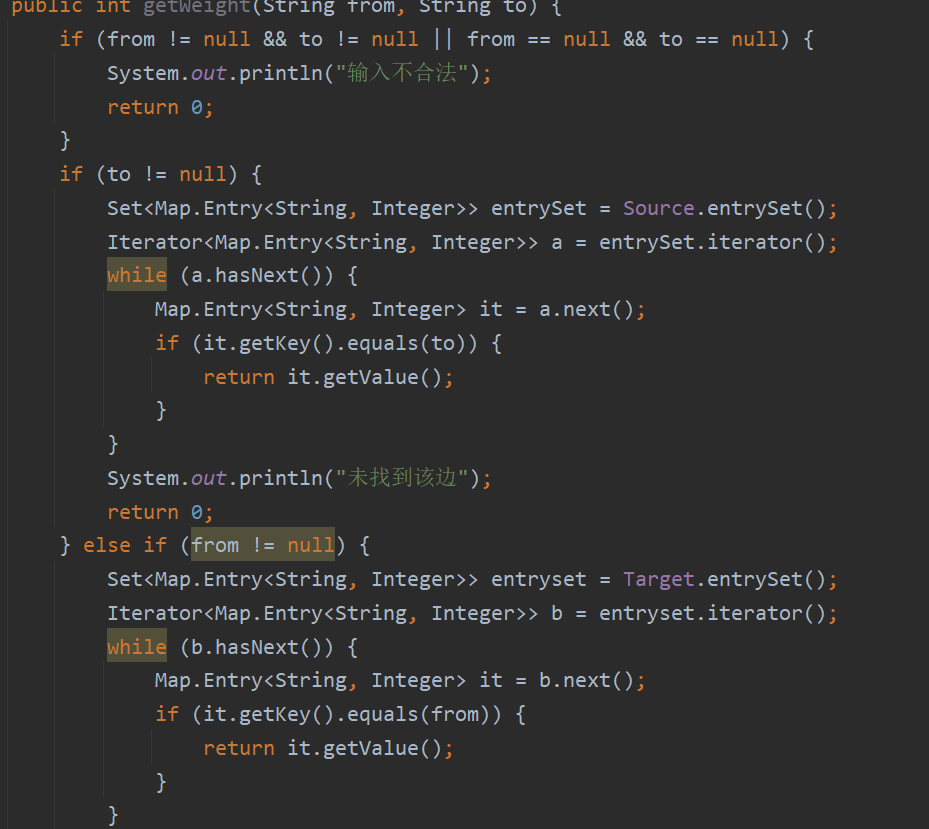 public int getWeight(String from, String to) {
if (from != null && to != null || from == null && to == null) {
System.out.println("输入不合法");
return 0;
}
if (to != null) {
Set<Map.Entry<String, Integer>> entrySet = Source.entrySet();
Iterator<Map.Entry<String, Integer>> a = entrySet.iterator();
while (a.hasNext()) {
Map.Entry<String, Integer> it = a.next();
if (it.getKey().equals(to)) {
return it.getValue();
}
}
System.out.println("未找到该边");
return 0;
} else if (from != null) {
Set<Map.Entry<String, Integer>> entryset = Target.entrySet();
Iterator<Map.Entry<String, Integer>> b = entryset.iterator();
while (b.hasNext()) {
Map.Entry<String, Integer> it = b.next();
if (it.getKey().equals(from)) {
return it.getValue();
}
}